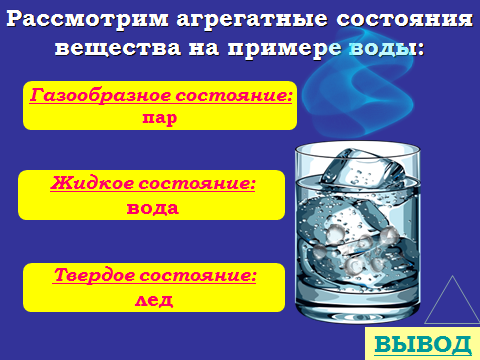 Рассмотрим агрегатные состояния
вещества на примере воды:
Газообразное состояние:
пар
Жидкое состояние:
вода
Твердое состояние:
лед
ВЫВОД